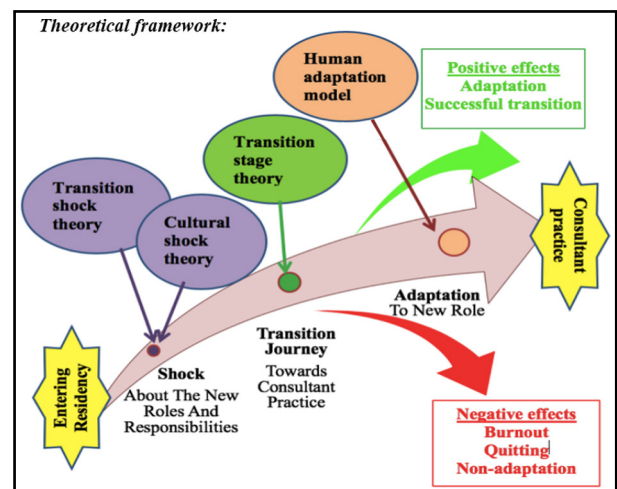 Theoretical framework:
Human
adaptation
model
Positive effects
Adaptation
Successful transition
Transition
stage
theory
Transition
shock
theory
Cultural
shock
theory
Consultant
practice
Adaptation
To New Role
Transition
Journey
Towards
Consultant
Practice
Shock
About The New
Roles And
Responsibilities
Entering
Residency
Negative effects
Burnout
Quitting
Non-adaptation